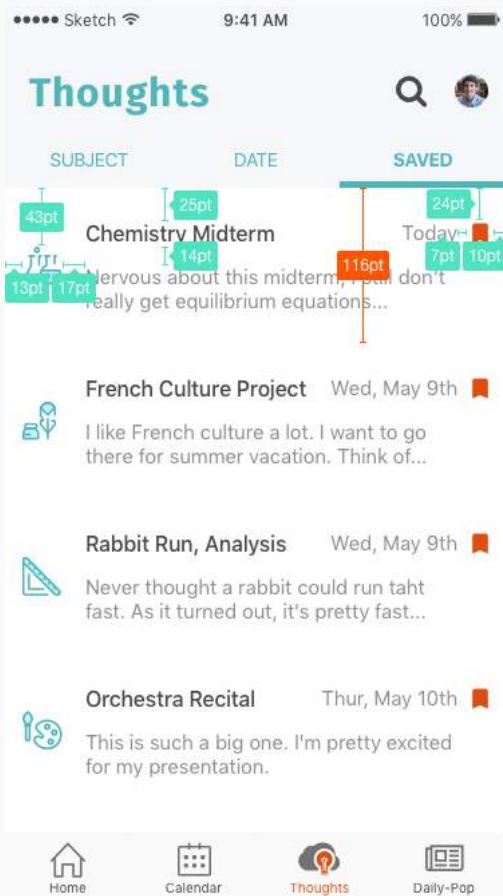 ●●●●● Sketch 9:41 AM 100%
Thoughts
SUBJECT DATE SAVED
43pt 25pt 24pt
Chemistry Midterm Today
14pt 116pt 7pt 10pt
13pt 17pt
Nervous about this midterm, I still don't
really get equilibrium equations...
French Culture Project Wed, May 9th
I like French culture a lot. I want to go
there for summer vacation. Think of...
Rabbit Run, Analysis Wed, May 9th
Never thought a rabbit could run taht
fast. As it turned out, it's pretty fast...
Orchestra Recital Thur, May 10th
This is such a big one. I'm pretty excited
for my presentation.
Home Calendar Thoughts Daily-Pop